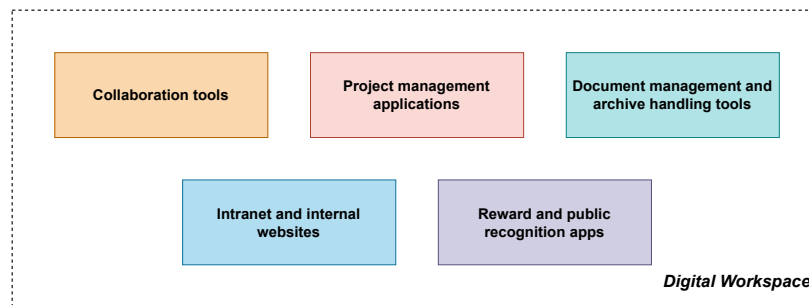 Collaboration tools
Project management
applications
Document management and
archive handling tools
Intranet and internal
websites
Reward and public
recognition apps
Digital Workspace